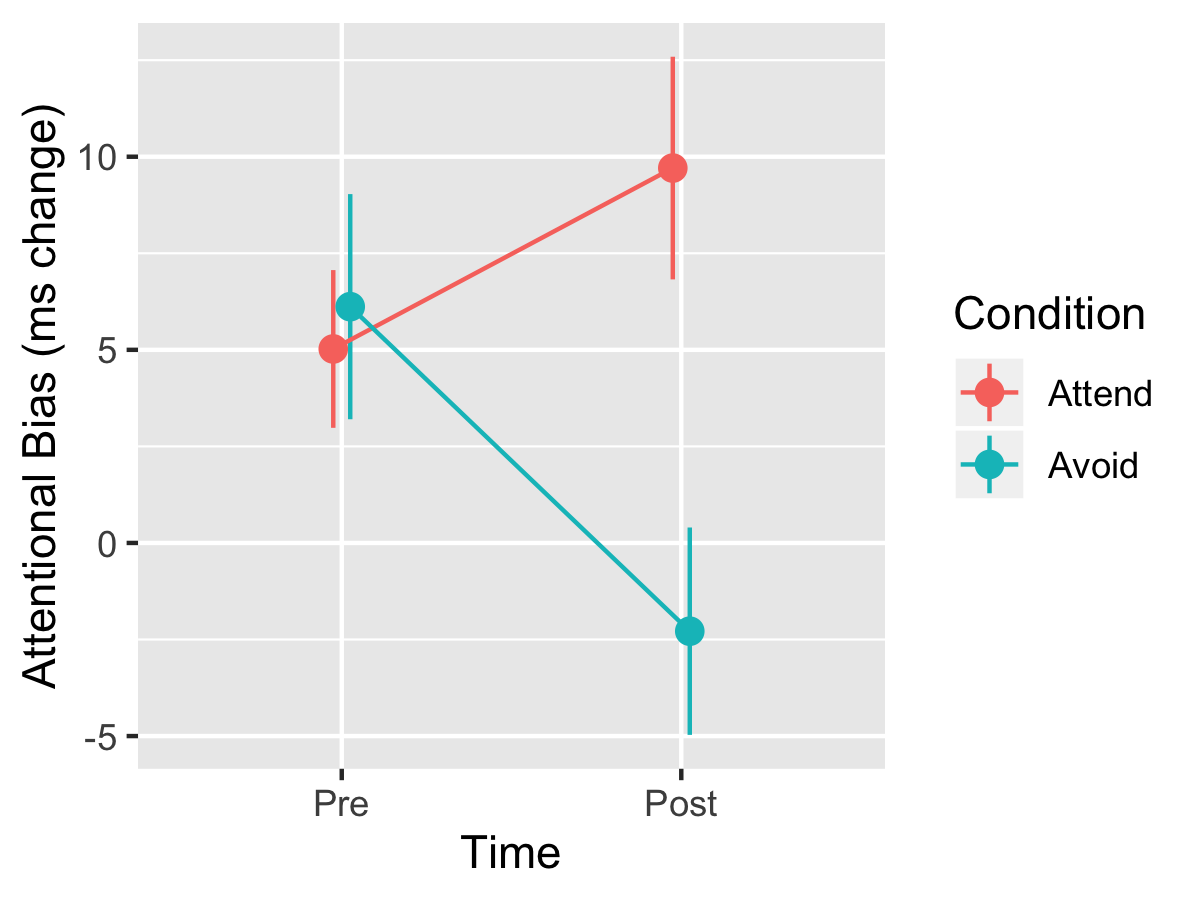 Attentional Bias (ms change)
10
5
0
-5
Pre
Post
Time
Condition
Attend
Avoid